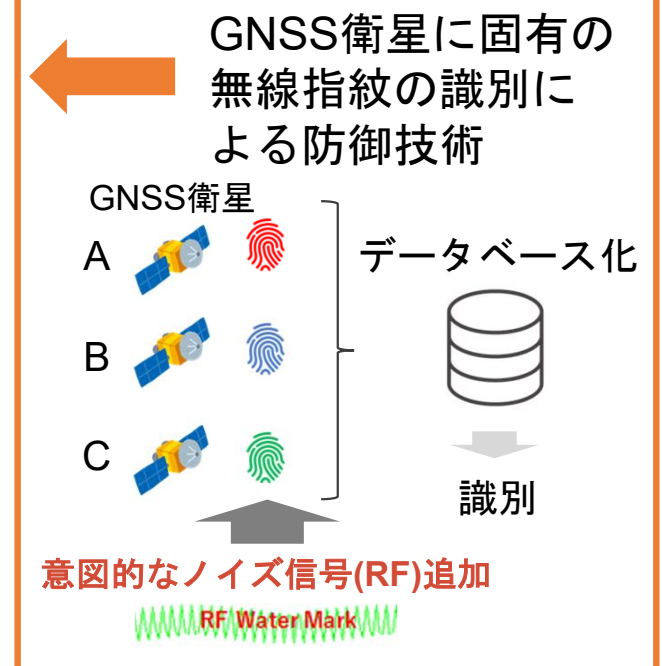 GNSS衛星に固有の
無線指紋の識別に
よる防御技術
GNSS衛星
A
B
C
データベース化
識別
意図的なノイズ信号(RF)追加
RF Water Mark